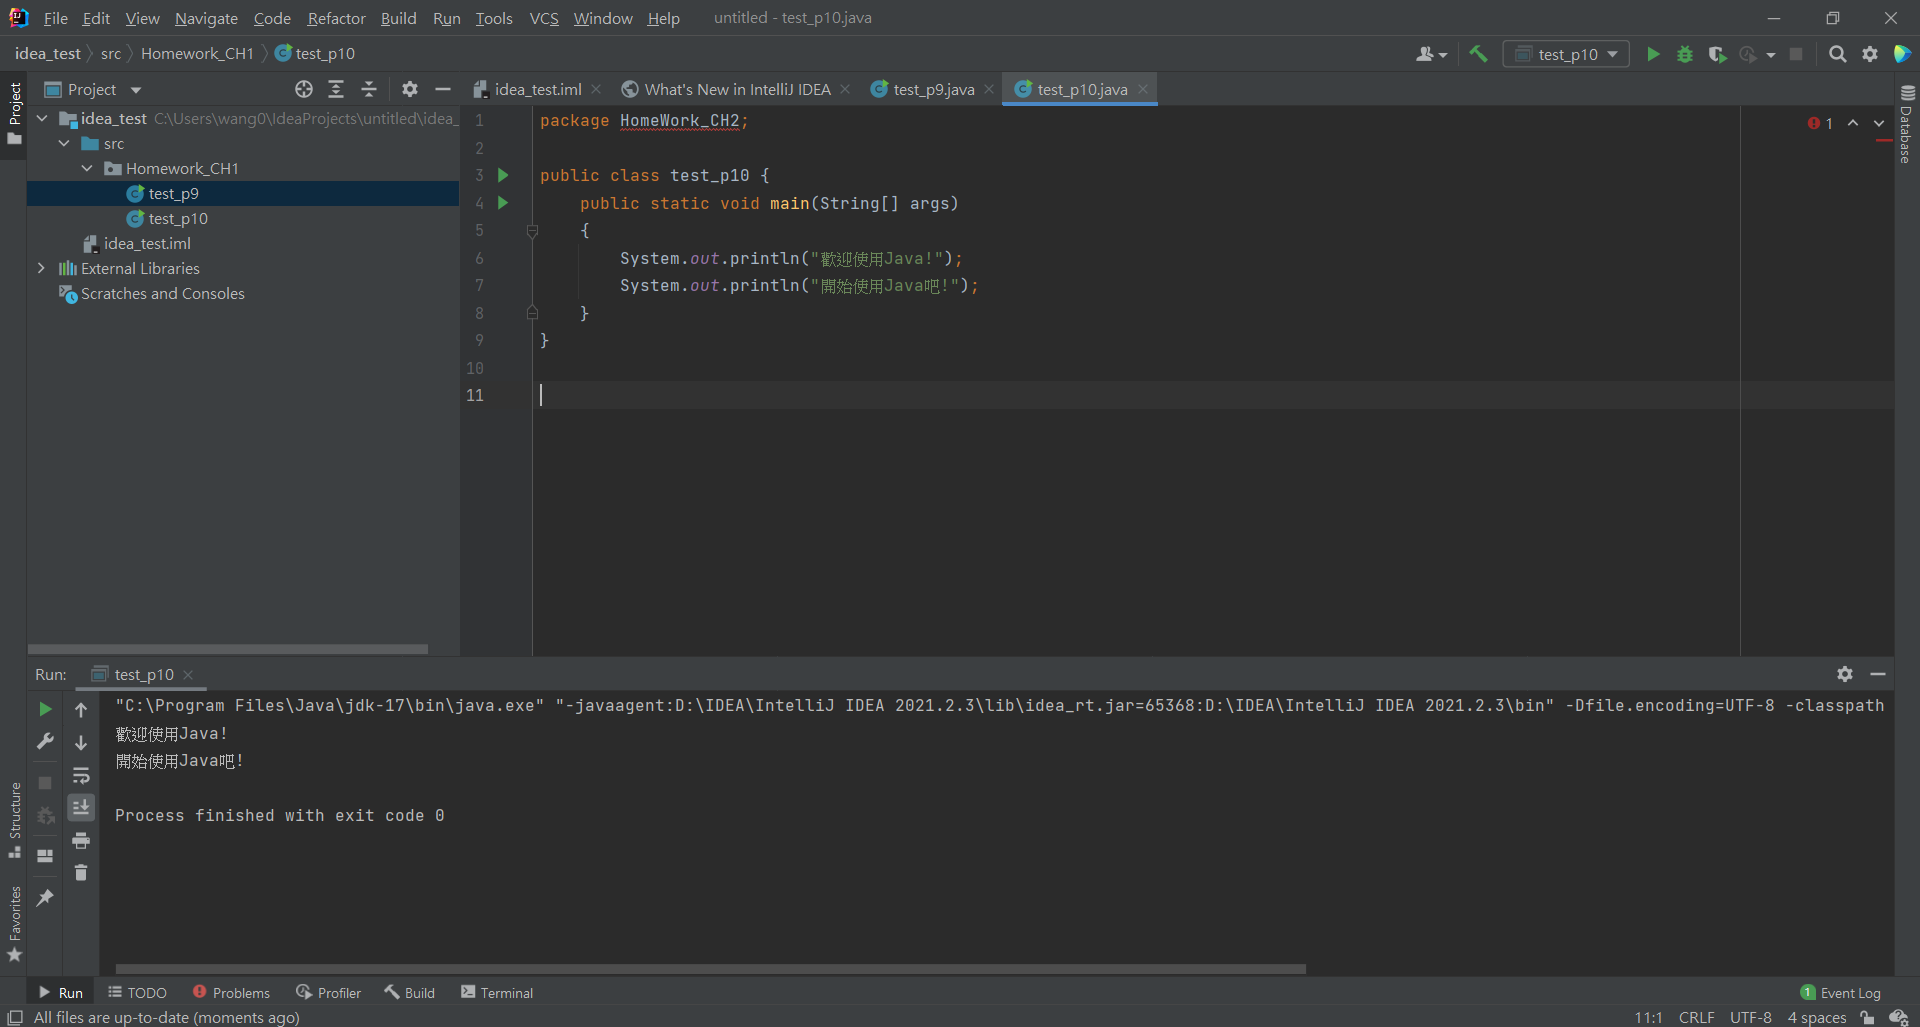 File Edit View Navigate Code Refactor Build Run Tools VCS Window Help untitled - test_p10.java
idea_test src Homework_CH1 test_p10
test_p10
Project
idea_test.iml What's New in IntelliJ IDEA test_p9.java test_p10.java
Project
Database
idea_test C:\Users\wang0\IdeaProjects\untitled\idea_
src
Homework_CH1
test_p9
test_p10
idea_test.iml
External Libraries
Scratches and Consoles
1 package HomeWork_CH2;
1
2
3 public class test_p10 {
4 public static void main(String[] args)
5 {
6 System.out.println("歡迎使用Java!");
7 System.out.println("開始使用Java吧!");
8 }
9 }
10
11
Run: test_p10
"C:\Program Files\Java\jdk-17\bin\java.exe" "-javaagent:D:\IDEA\IntelliJ IDEA 2021.2.3\lib\idea_rt.jar=65368:D:\IDEA\IntelliJ IDEA 2021.2.3\bin" -Dfile.encoding=UTF-8 -classpath
歡迎使用Java!
開始使用Java吧!
Process finished with exit code 0
Structure
Favorites
Run TODO Problems Profiler Build Terminal 1 Event Log
All files are up-to-date (moments ago) 11:1 CRLF UTF-8 4 spaces